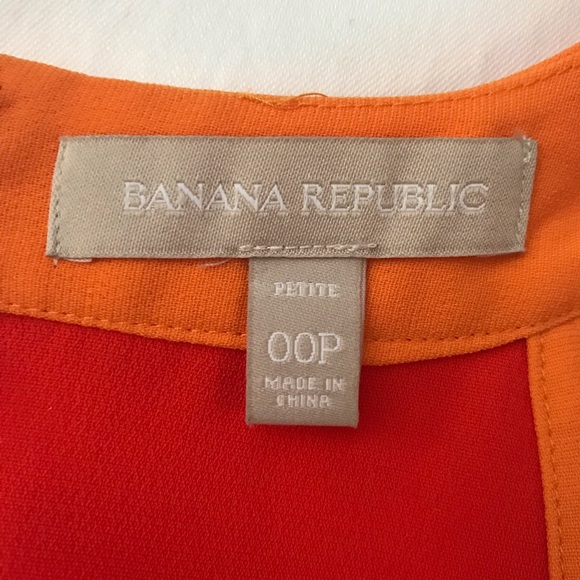 BANANA REPUBLIC
PETITE
00P
MADE IN
CHINA